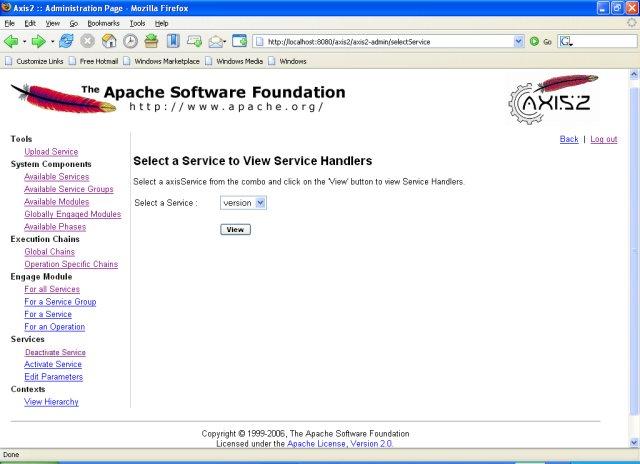 Axis2 :: Administration Page - Mozilla Firefox
File Edit View Go Bookmarks Tools Help
http://localhost:8080/axis2/axis2-admin/selectService
Go
Customize Links Free Hotmail Windows Marketplace Windows Media Windows
The Apache Software Foundation
http://www.apache.org/
AXIS2
Back | Log out
Tools
Upload Service
System Components
Available Services
Available Service Groups
Available Modules
Globally Engaged Modules
Available Phases
Execution Chains
Global Chains
Operation Specific Chains
Engage Module
For all Services
For a Service Group
For a Service
For an Operation
Services
Deactivate Service
Activate Service
Edit Parameters
Contexts
View Hierarchy
Select a Service to View Service Handlers
Select a axisService from the combo and click on the 'View' button to view Service Handlers.
Select a Service : version
View
Copyright © 1999-2006, The Apache Software Foundation
Licensed under the Apache License, Version 2.0.
Done